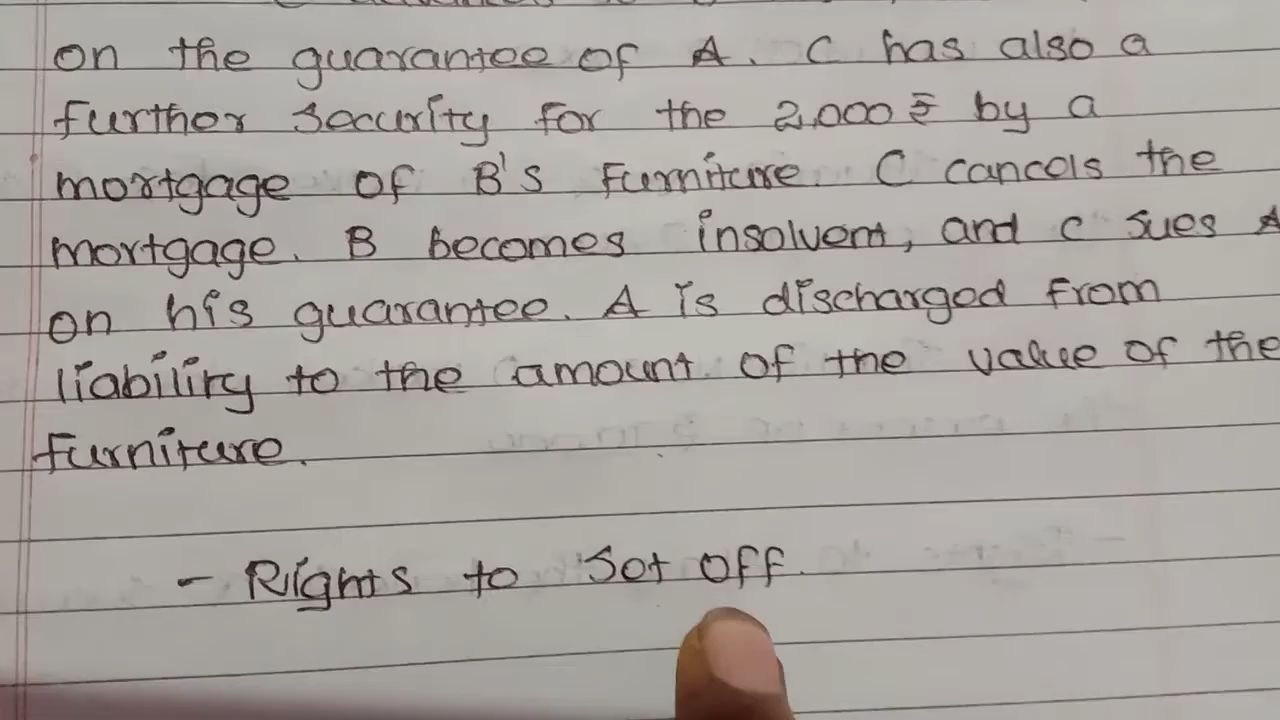 on the guarantee of A. C has also a
further security for the 2,000 ₹ by a
mortgage of B's furniture. C cancels the
mortgage. B becomes insolvent, and C sues A
on his guarantee. A is discharged from
liability to the amount of the value of the
furniture.
- Rights to Set Off.